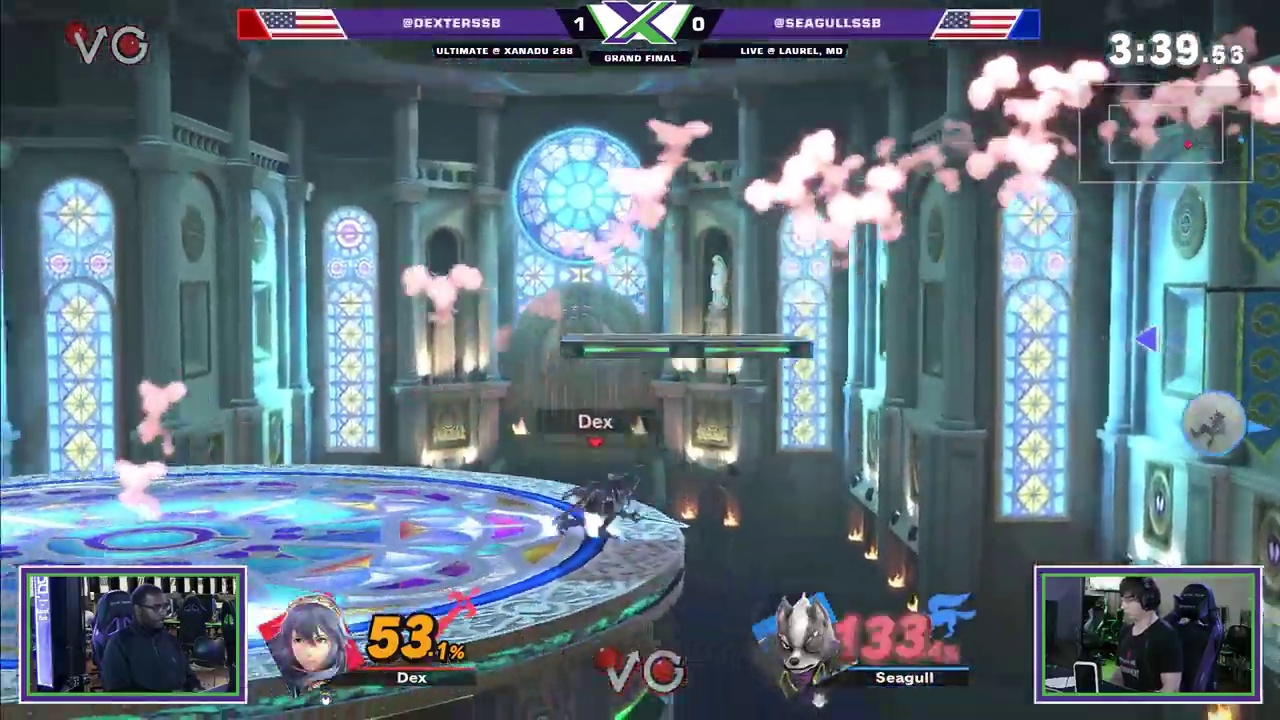 @DEXTERSSB 1 0 @SEAGULLSSB
ULTIMATE @ XANADU 288 GRAND FINAL LIVE @ LAUREL, MD
VG
3:39.53
Dex
53.1%
Dex
VG
133
Seagull